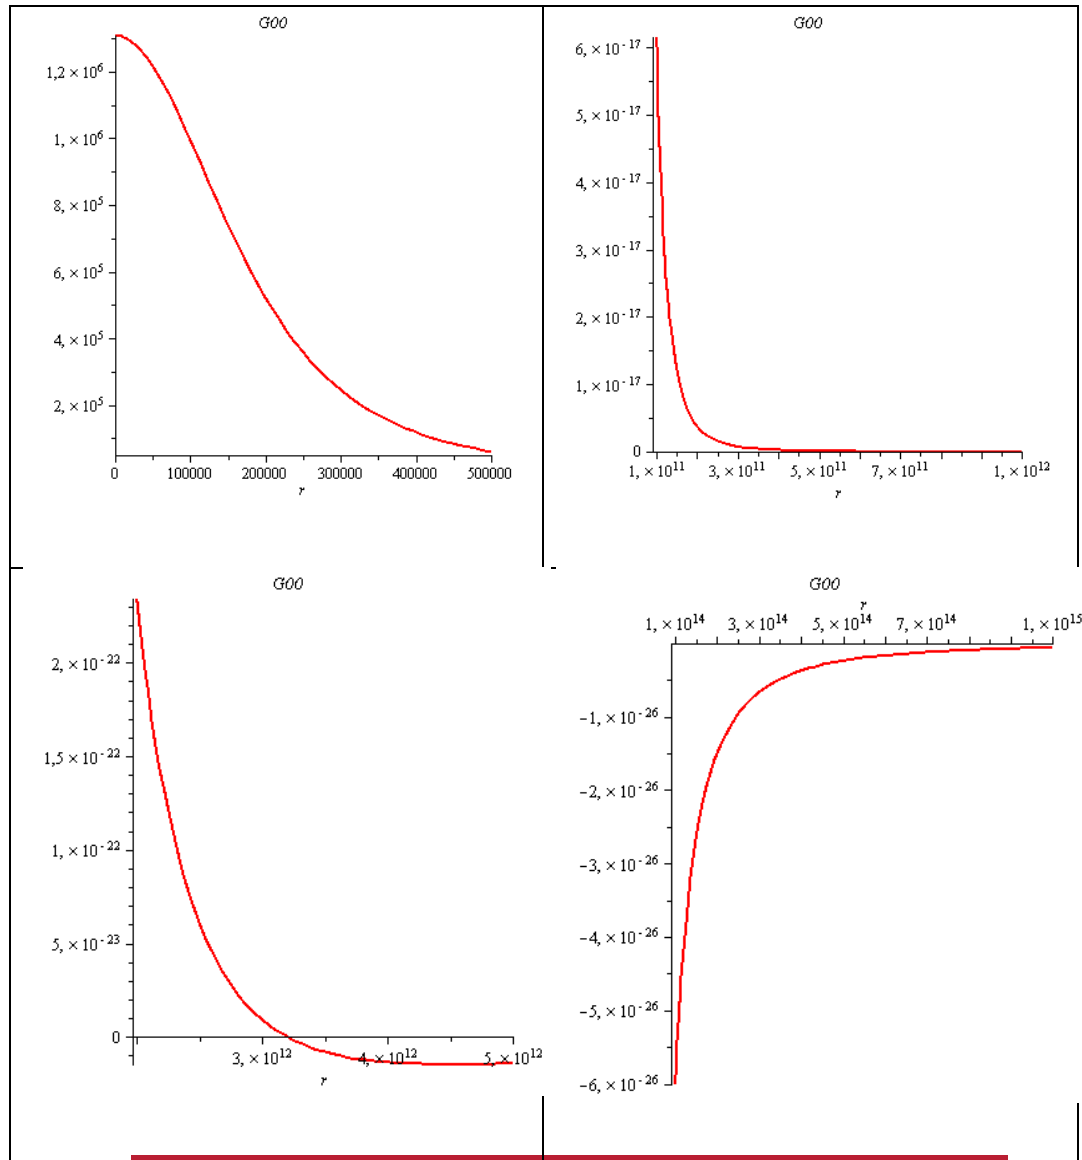 G00
1,2 × 10^6
1, × 10^6
8, × 10^5
6, × 10^5
4, × 10^5
2, × 10^5
0 100000 200000 300000 400000 500000
r
G00
6, × 10^-17
5, × 10^-17
4, × 10^-17
3, × 10^-17
2, × 10^-17
1, × 10^-17
0
1, × 10^11 3, × 10^11 5, × 10^11 7, × 10^11 1, × 10^12
r
G00
2, × 10^-22
1,5 × 10^-22
1, × 10^-22
5, × 10^-23
0
3, × 10^12 4, × 10^12 5, × 10^12
r
G00
r
1, × 10^14 3, × 10^14 5, × 10^14 7, × 10^14 1, × 10^15
-1, × 10^-26
-2, × 10^-26
-3, × 10^-26
-4, × 10^-26
-5, × 10^-26
-6, × 10^-26